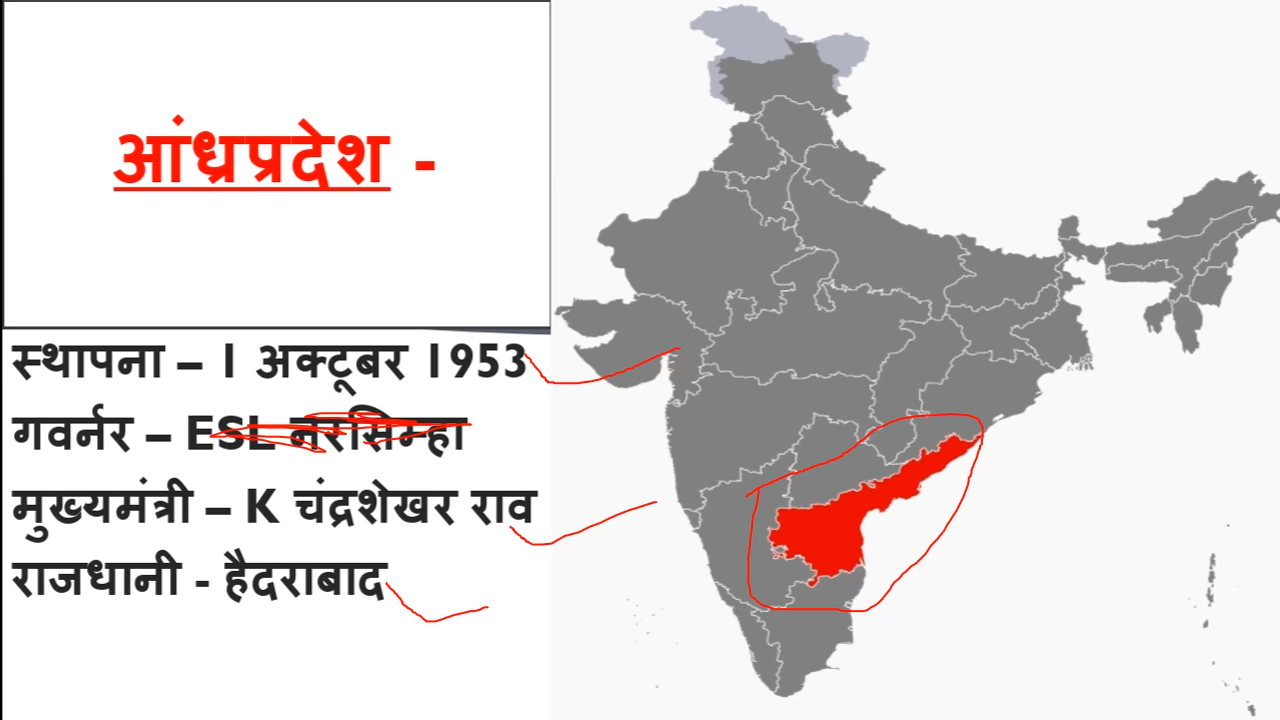 आंध्रप्रदेश -
स्थापना – 1 अक्टूबर 1953
गवर्नर – ESL नरसिम्हा
मुख्यमंत्री – K चंद्रशेखर राव
राजधानी - हैदराबाद